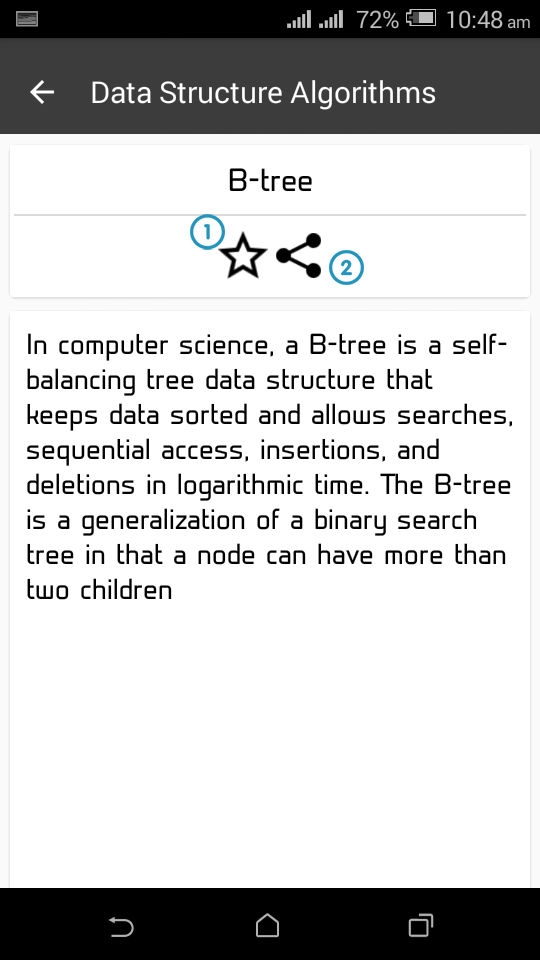 72% 10:48 am
Data Structure Algorithms
B-tree
1
2
In computer science, a B-tree is a self-
balancing tree data structure that
keeps data sorted and allows searches,
sequential access, insertions, and
deletions in logarithmic time. The B-tree
is a generalization of a binary search
tree in that a node can have more than
two children